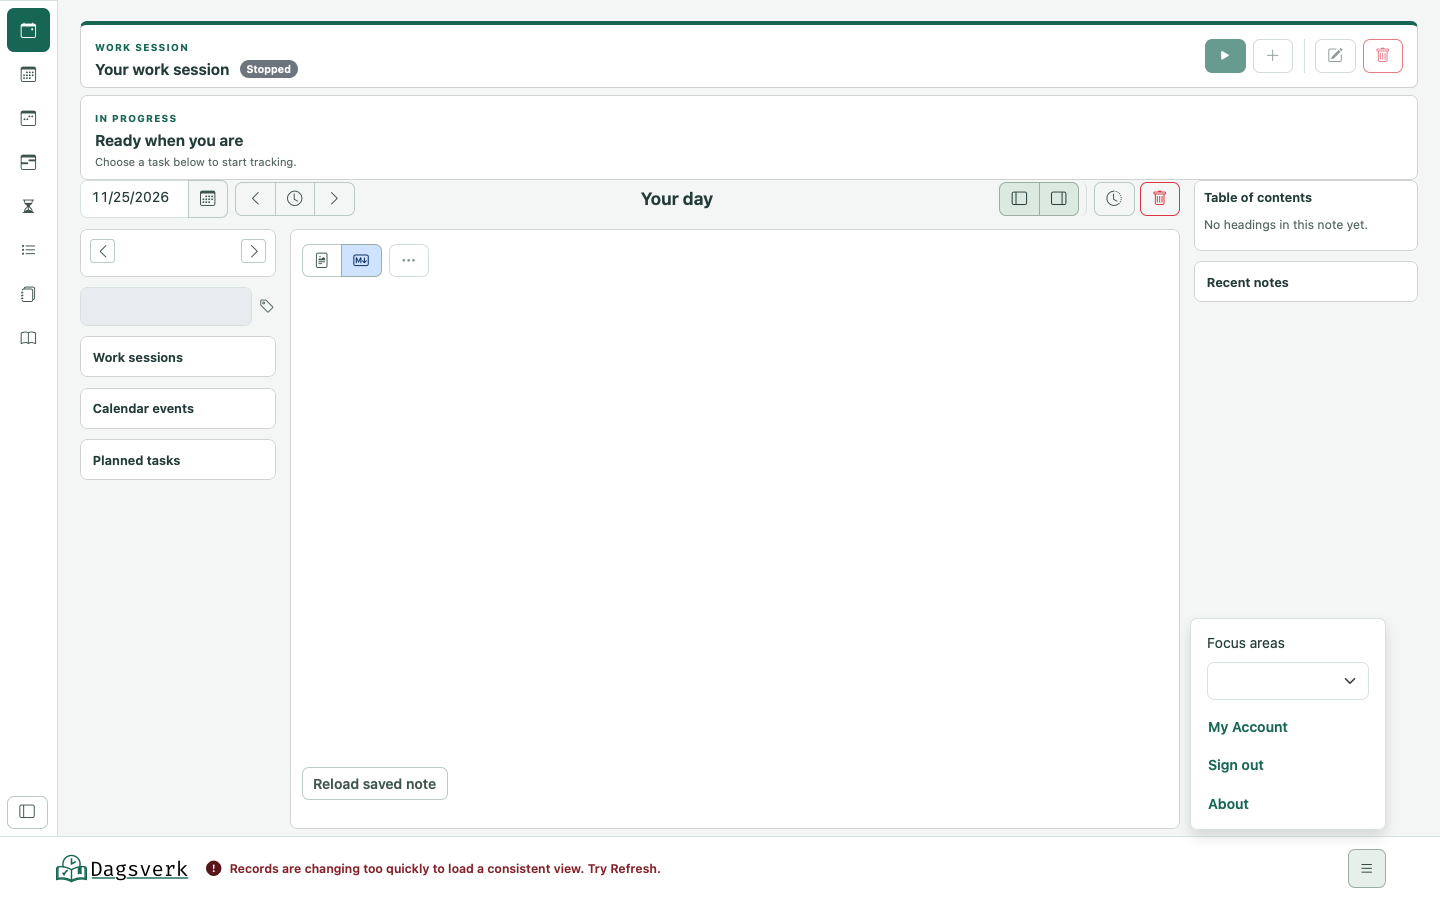 WORK SESSION
Your work session Stopped
IN PROGRESS
Ready when you are
Choose a task below to start tracking.
11/25/2026
Your day
Table of contents
No headings in this note yet.
Recent notes
M↓
Work sessions
Calendar events
Planned tasks
Reload saved note
Focus areas
My Account
Sign out
About
Dagsverk
Records are changing too quickly to load a consistent view. Try Refresh.